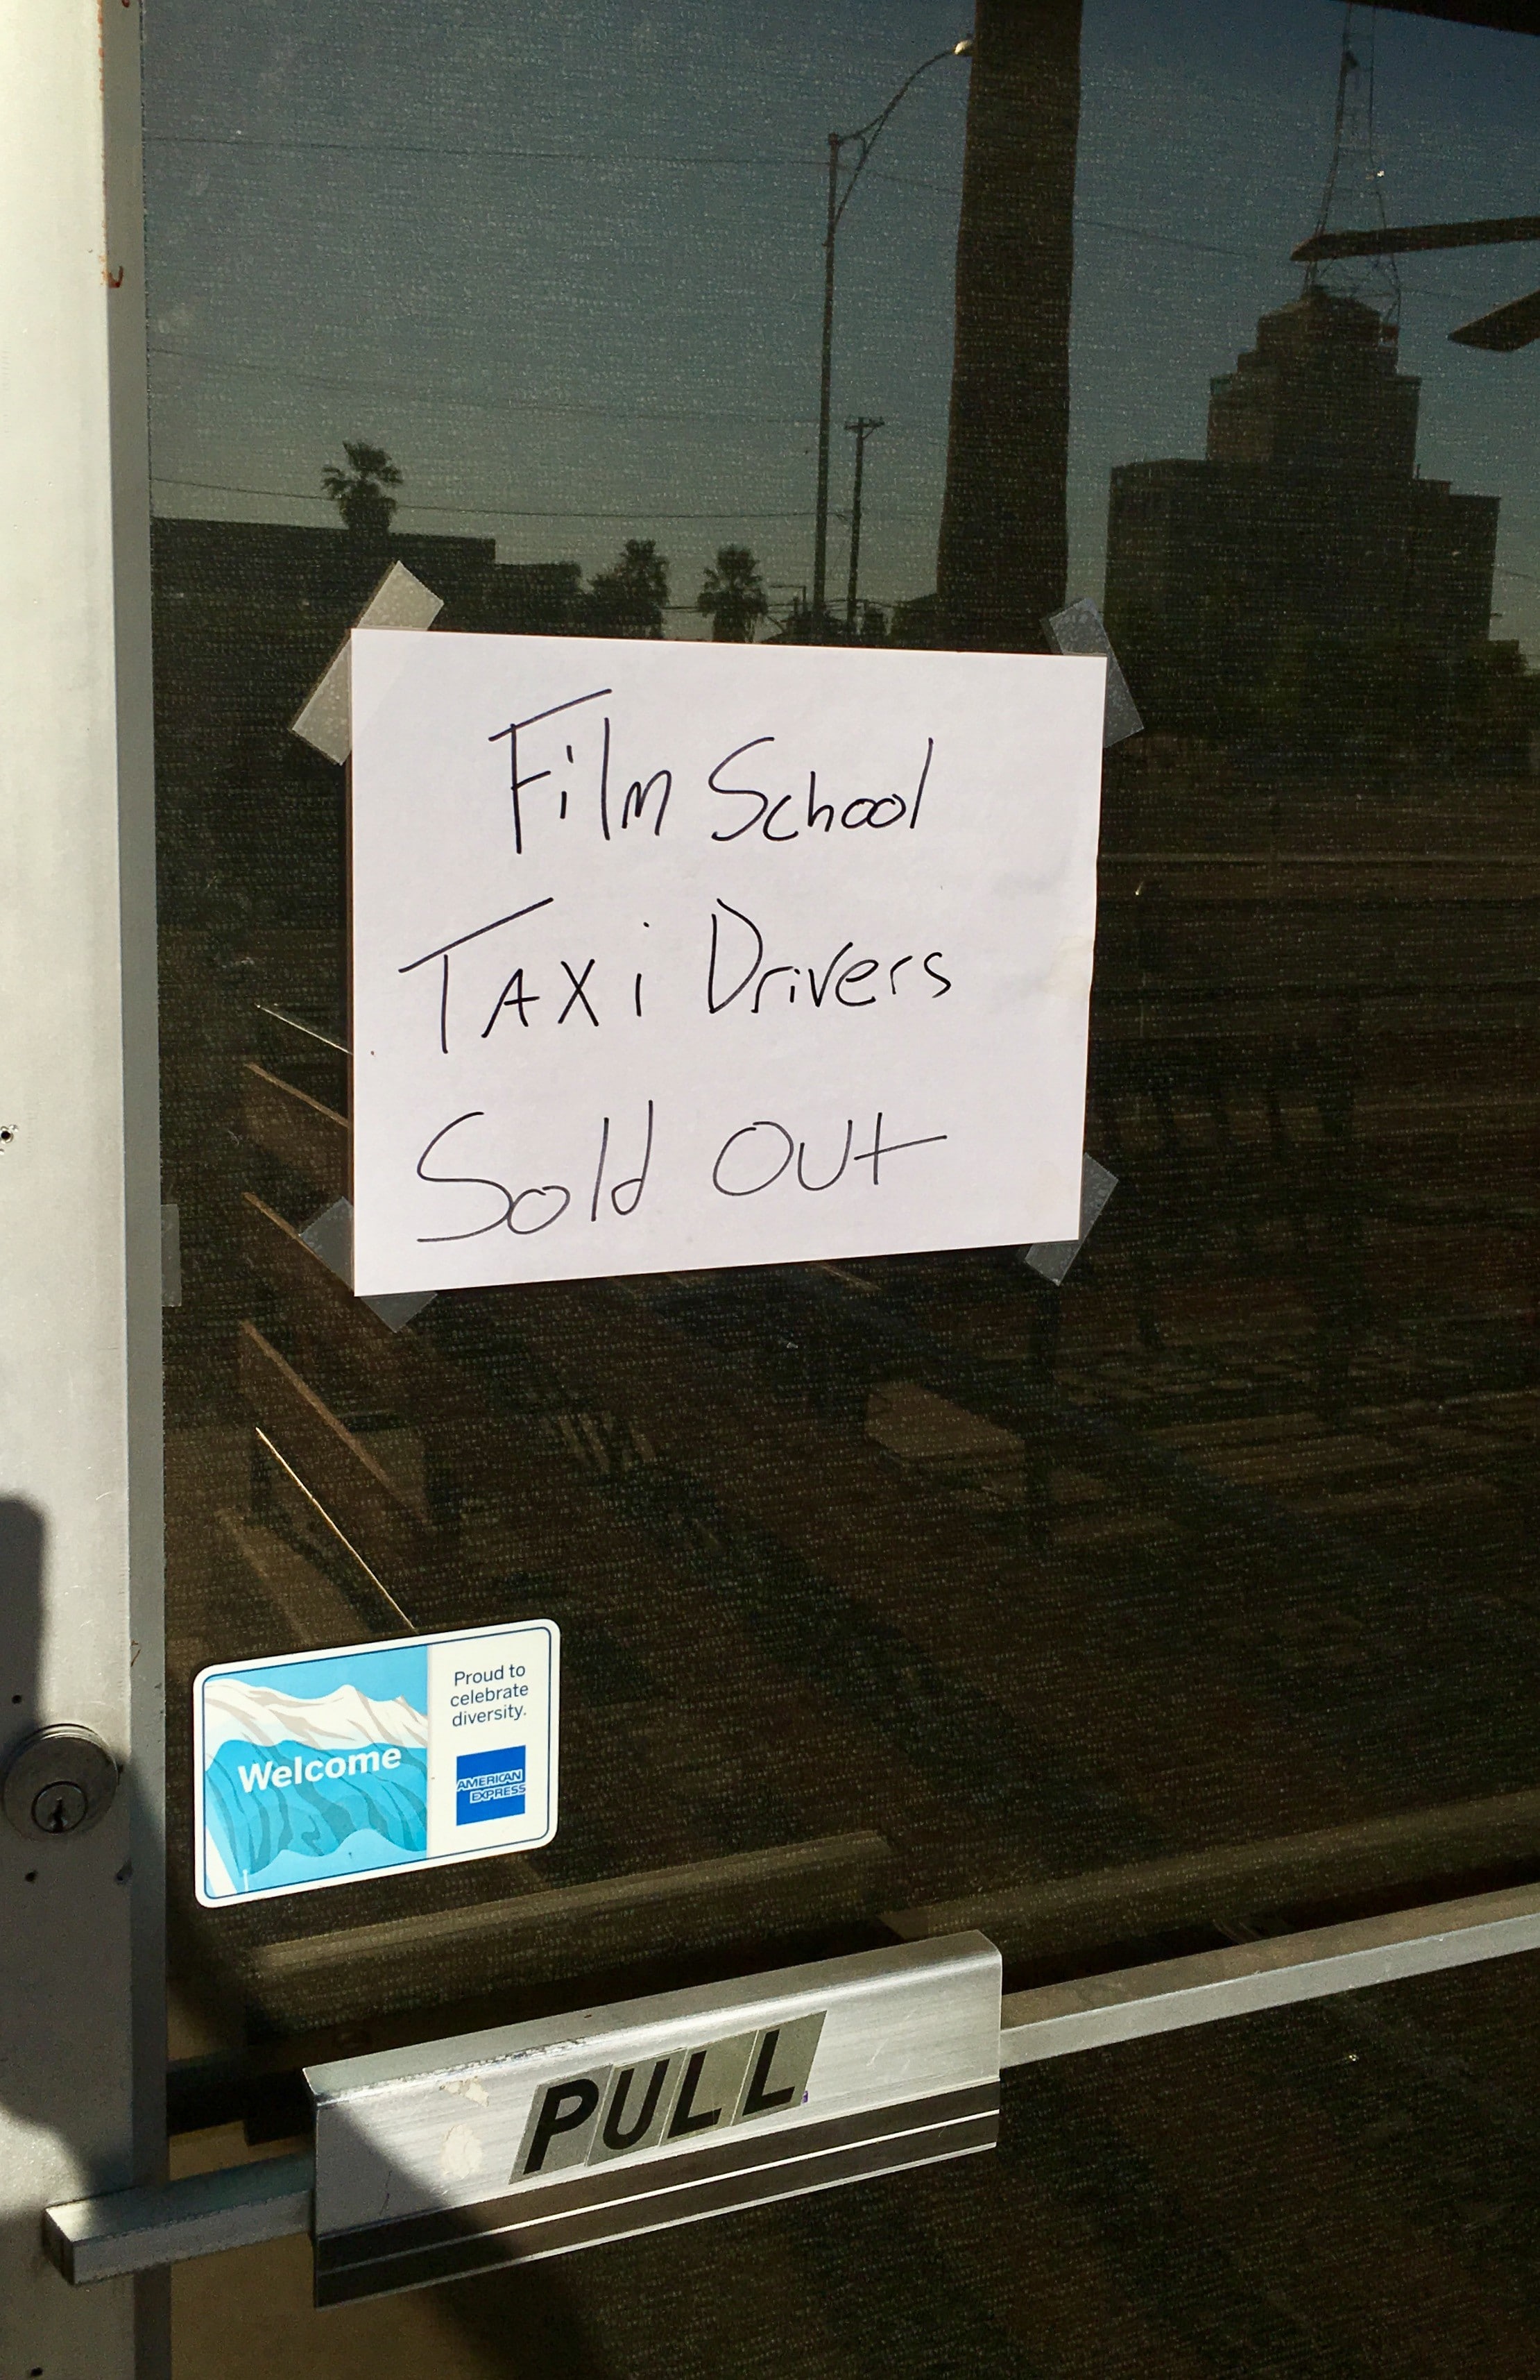 Film School
TAXi Drivers
Sold OUt
Welcome
Proud to
celebrate
diversity.
AMERICAN
EXPRESS
PULL